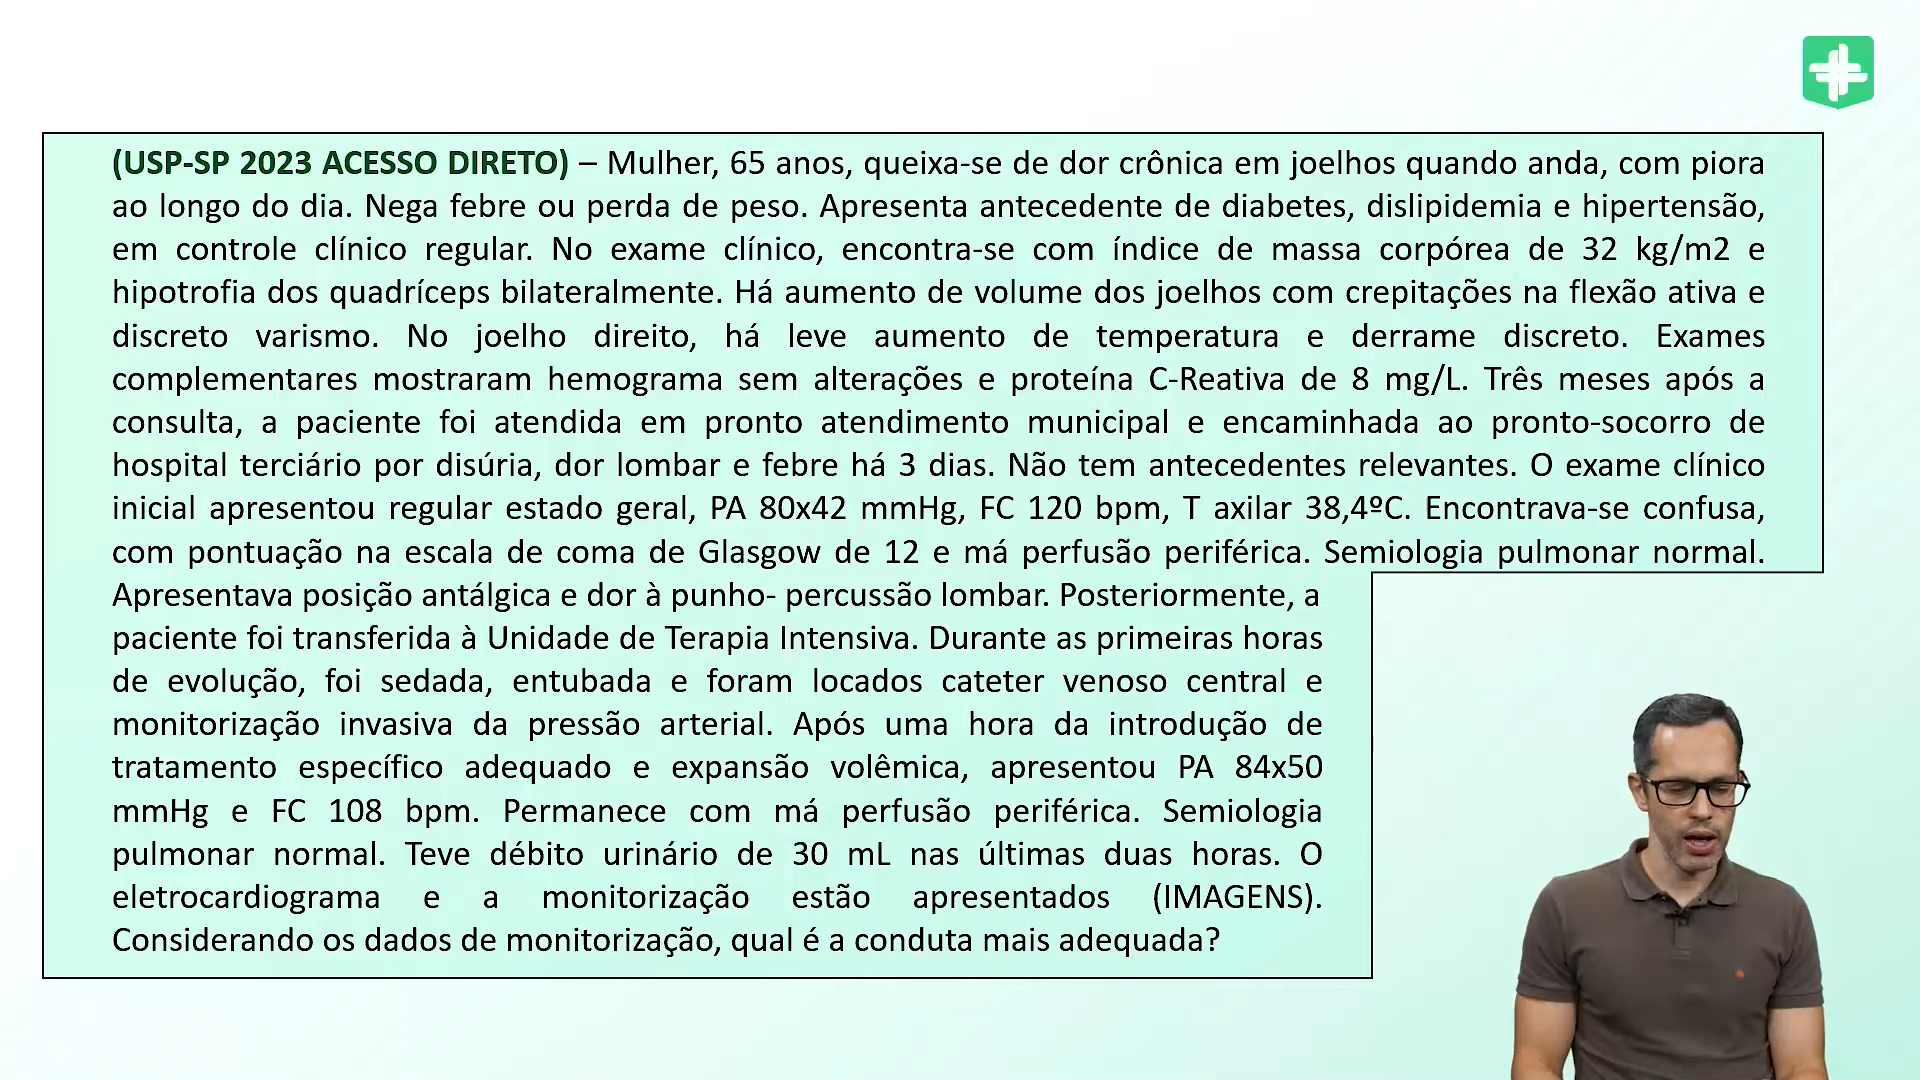 (USP-SP 2023 ACESSO DIRETO) – Mulher, 65 anos, queixa-se de dor crônica em joelhos quando anda, com piora
ao longo do dia. Nega febre ou perda de peso. Apresenta antecedente de diabetes, dislipidemia e hipertensão,
em controle clínico regular. No exame clínico, encontra-se com índice de massa corpórea de 32 kg/m2 e
hipotrofia dos quadríceps bilateralmente. Há aumento de volume dos joelhos com crepitações na flexão ativa e
discreto varismo. No joelho direito, há leve aumento de temperatura e derrame discreto. Exames
complementares mostraram hemograma sem alterações e proteína C-Reativa de 8 mg/L. Três meses após a
consulta, a paciente foi atendida em pronto atendimento municipal e encaminhada ao pronto-socorro de
hospital terciário por disúria, dor lombar e febre há 3 dias. Não tem antecedentes relevantes. O exame clínico
inicial apresentou regular estado geral, PA 80x42 mmHg, FC 120 bpm, T axilar 38,4ºC. Encontrava-se confusa,
com pontuação na escala de coma de Glasgow de 12 e má perfusão periférica. Semiologia pulmonar normal.
Apresentava posição antálgica e dor à punho- percussão lombar. Posteriormente, a
paciente foi transferida à Unidade de Terapia Intensiva. Durante as primeiras horas
de evolução, foi sedada, entubada e foram locados cateter venoso central e
monitorização invasiva da pressão arterial. Após uma hora da introdução de
tratamento específico adequado e expansão volêmica, apresentou PA 84x50
mmHg e FC 108 bpm. Permanece com má perfusão periférica. Semiologia
pulmonar normal. Teve débito urinário de 30 mL nas últimas duas horas. O
eletrocardiograma e a monitorização estão apresentados (IMAGENS).
Considerando os dados de monitorização, qual é a conduta mais adequada?